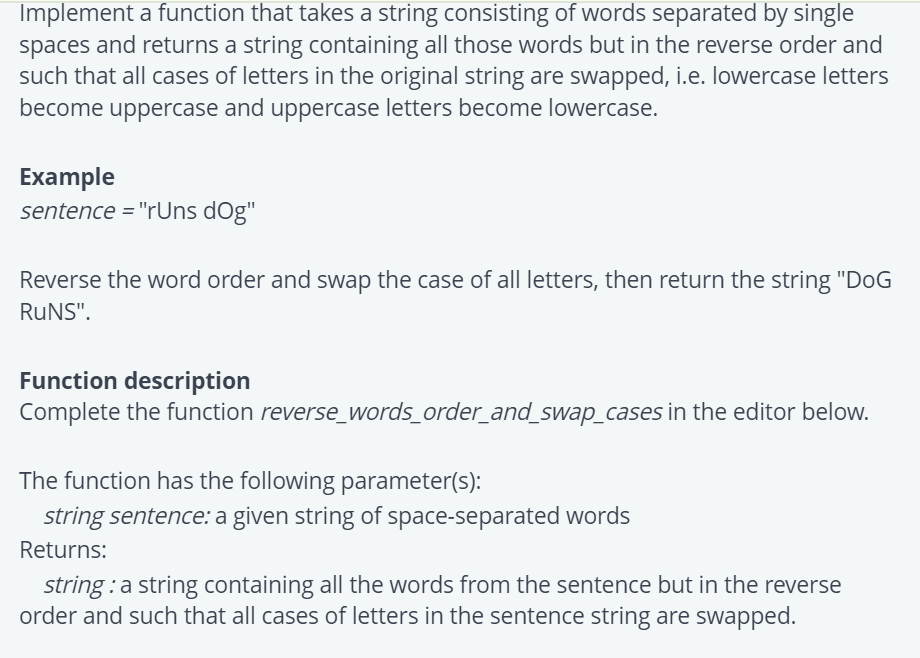 Implement a function that takes a string consisting of words separated by single
spaces and returns a string containing all those words but in the reverse order and
such that all cases of letters in the original string are swapped, i.e. lowercase letters
become uppercase and uppercase letters become lowercase.
Example
sentence = "rUns dOg"
Reverse the word order and swap the case of all letters, then return the string "DoG
RuNS".
Function description
Complete the function reverse_words_order_and_swap_cases in the editor below.
The function has the following parameter(s):
string sentence: a given string of space-separated words
Returns:
string : a string containing all the words from the sentence but in the reverse
order and such that all cases of letters in the sentence string are swapped.